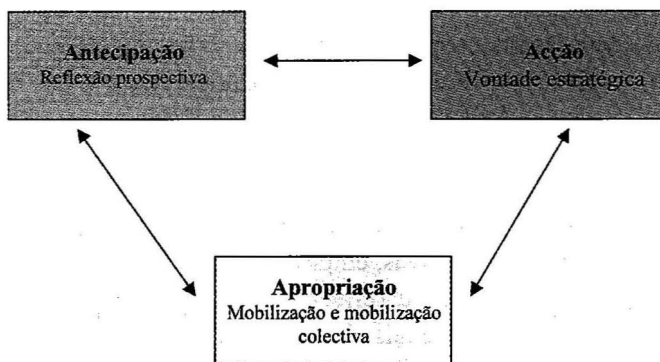 Antecipação
Reflexão prospectiva
Acção
Vontade estratégica
Apropriação
Mobilização e mobilização
colectiva